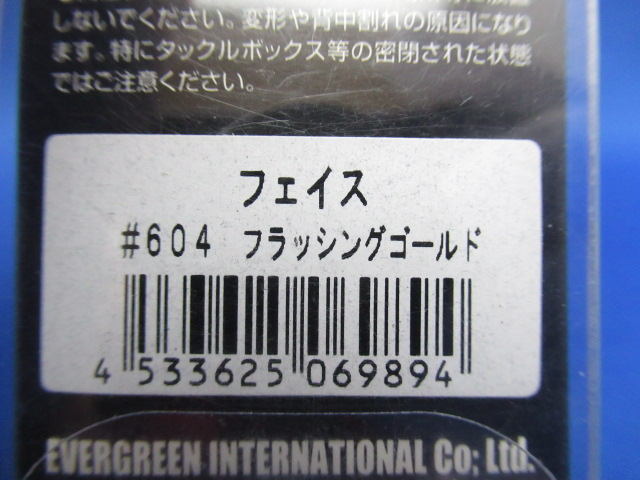 しないでください。変形や背中割れの原因になり
ます。特にタックルボックス等の密閉された状態
ではご注意ください。
フェイス
#604 フラッシングゴールド
4 533625 069894
EVERGREEN INTERNATIONAL Co; Ltd.